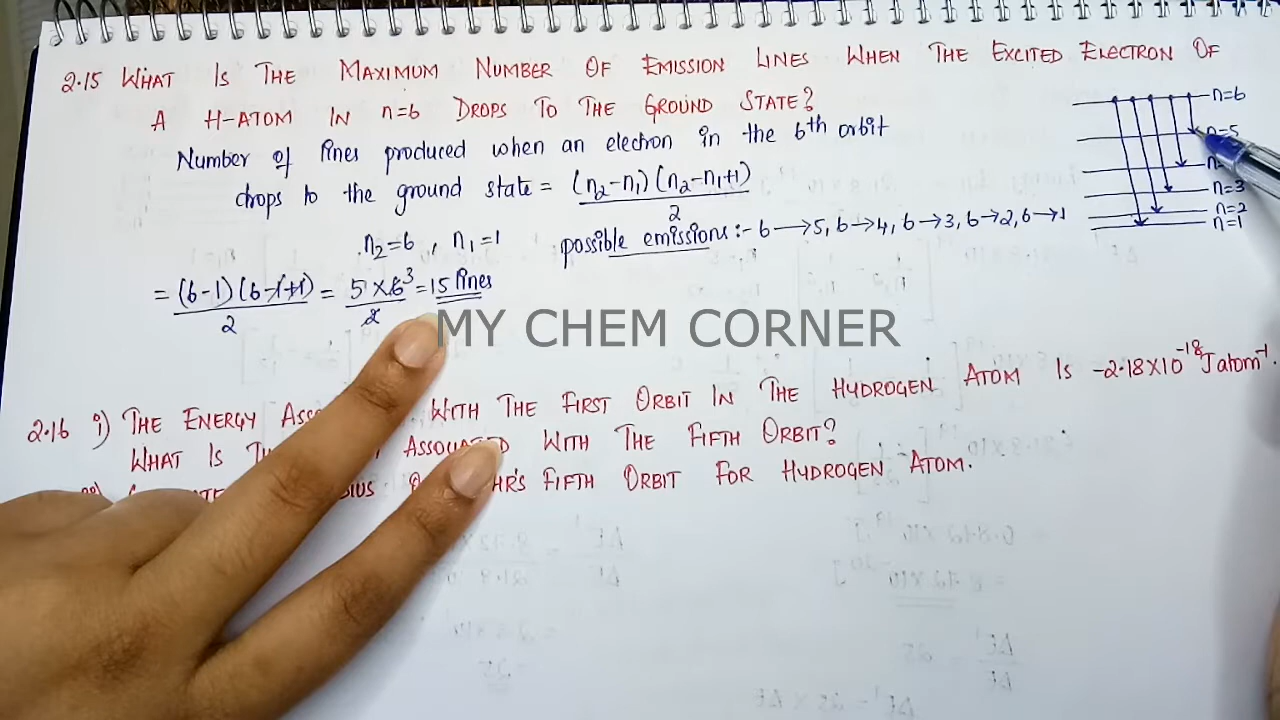 2.15 WHAT IS THE MAXIMUM NUMBER OF EMISSION LINES WHEN THE EXCITED ELECTRON OF
A H-ATOM IN n=6 DROPS TO THE GROUND STATE?
Number of lines produced when an electron in the 6th orbit
drops to the ground state = (n2-n1)(n2-n1+1)
2
n2=6, n1=1
possible emissions:- 6→5, 6→4, 6→3, 6→2, 6→1
= (6-1)(6-1+1) = 5×6 3 = 15 lines
2 2
n=6
n=5
n=3
n=2
n=1
MY CHEM CORNER
2.16 i) THE ENERGY WITH THE FIRST ORBIT IN THE HYDROGEN ATOM IS -2.18×10-18 J atom-1.
WHAT IS ASSOCIATED WITH THE FIFTH ORBIT?
FIFTH ORBIT FOR HYDROGEN ATOM.